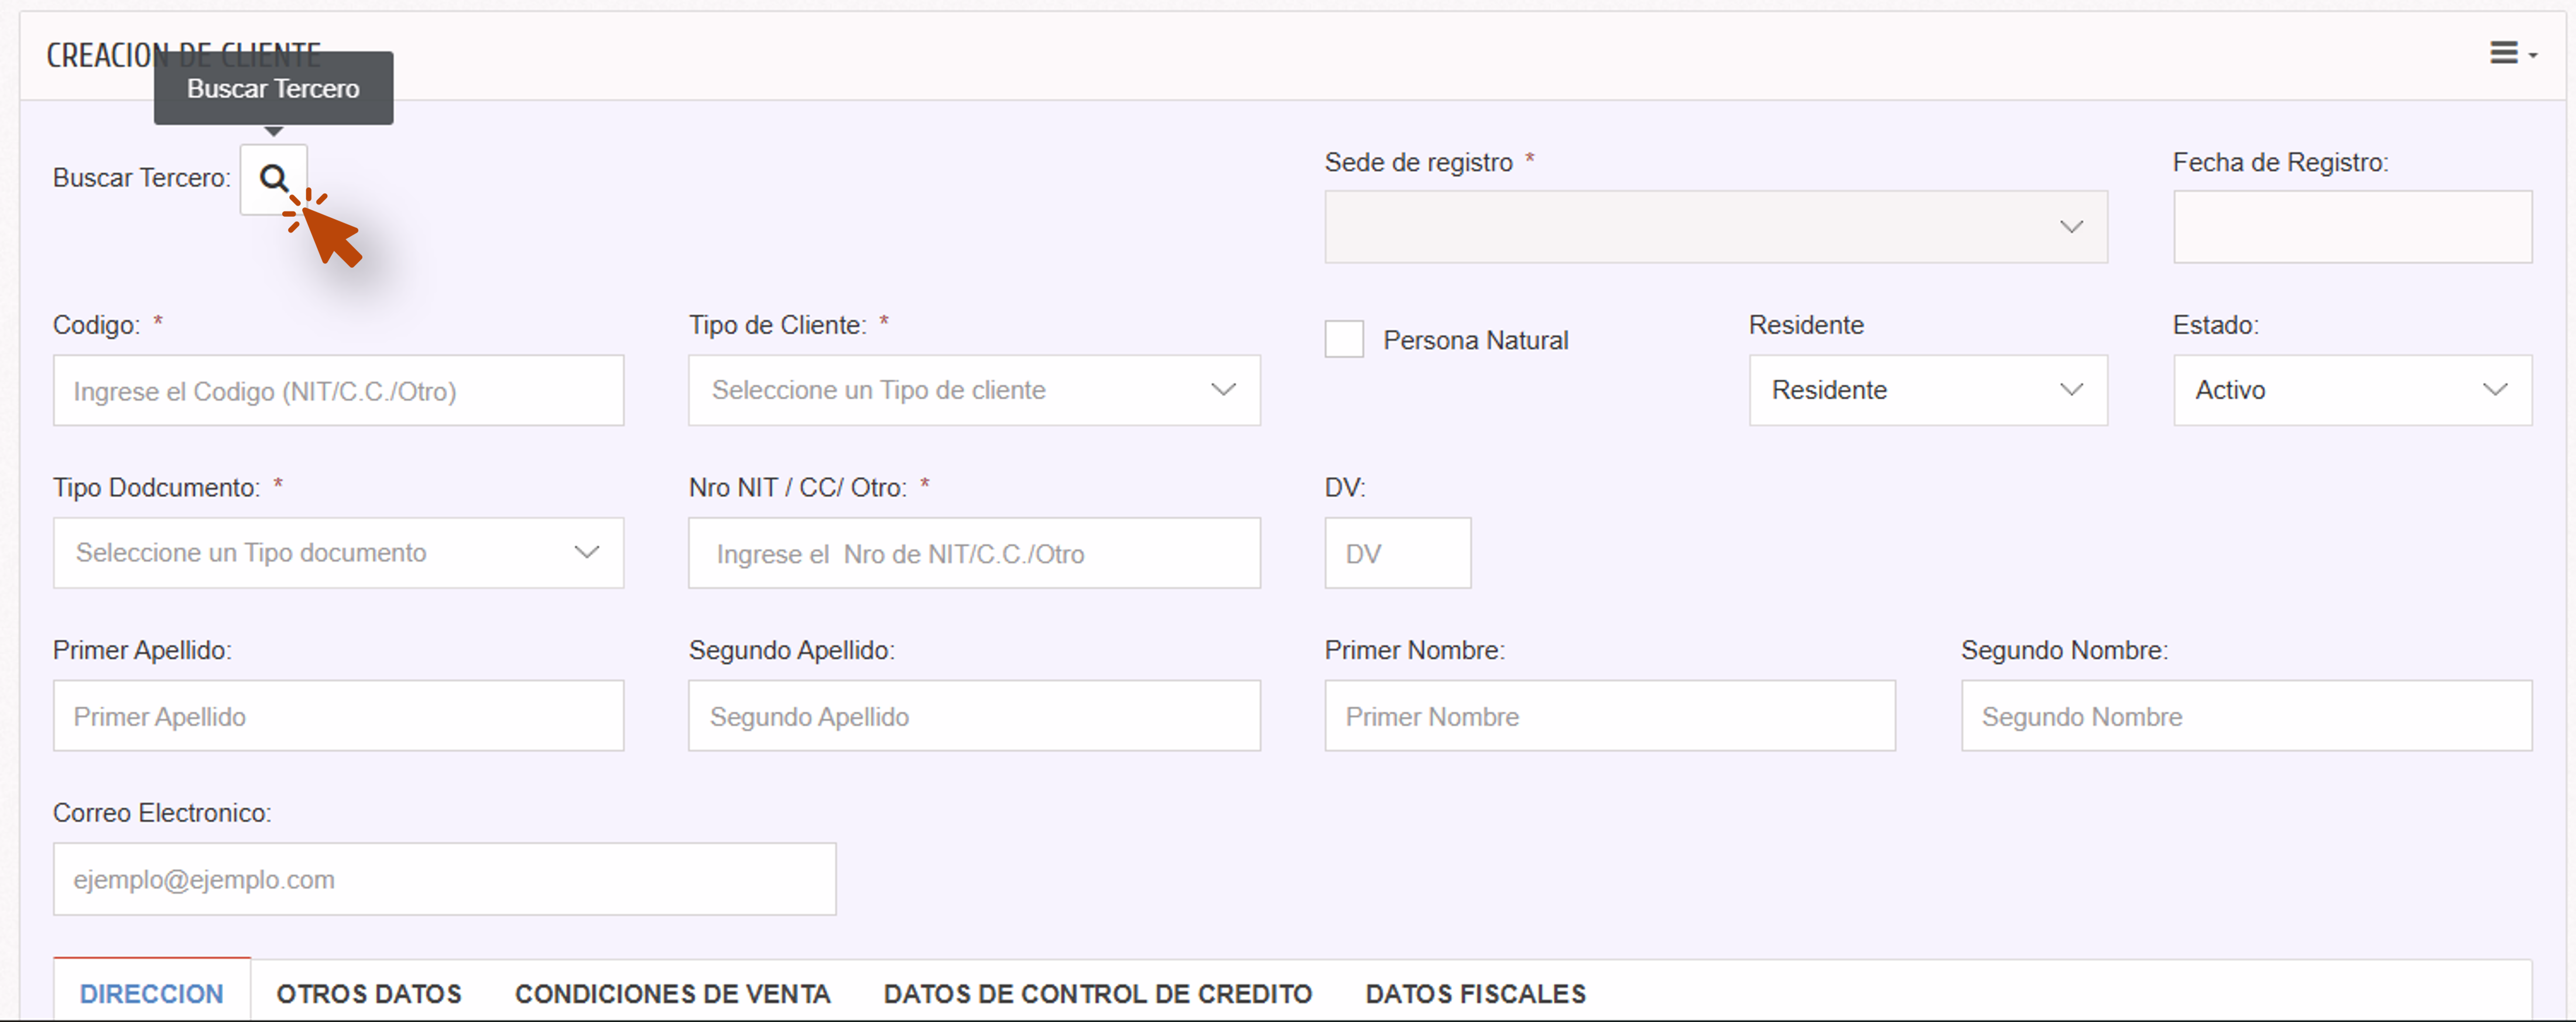 CREACION DE CLIENTE
Buscar Tercero
Buscar Tercero:
Sede de registro *
Fecha de Registro:
Codigo: *
Tipo de Cliente: *
Persona Natural
Residente
Estado:
Ingrese el Codigo (NIT/C.C./Otro)
Seleccione un Tipo de cliente
Residente
Activo
Tipo Dodcumento: *
Nro NIT / CC/ Otro: *
DV:
Seleccione un Tipo documento
Ingrese el  Nro de NIT/C.C./Otro
DV
Primer Apellido:
Segundo Apellido:
Primer Nombre:
Segundo Nombre:
Primer Apellido
Segundo Apellido
Primer Nombre
Segundo Nombre
Correo Electronico:
ejemplo@ejemplo.com
DIRECCION
OTROS DATOS
CONDICIONES DE VENTA
DATOS DE CONTROL DE CREDITO
DATOS FISCALES